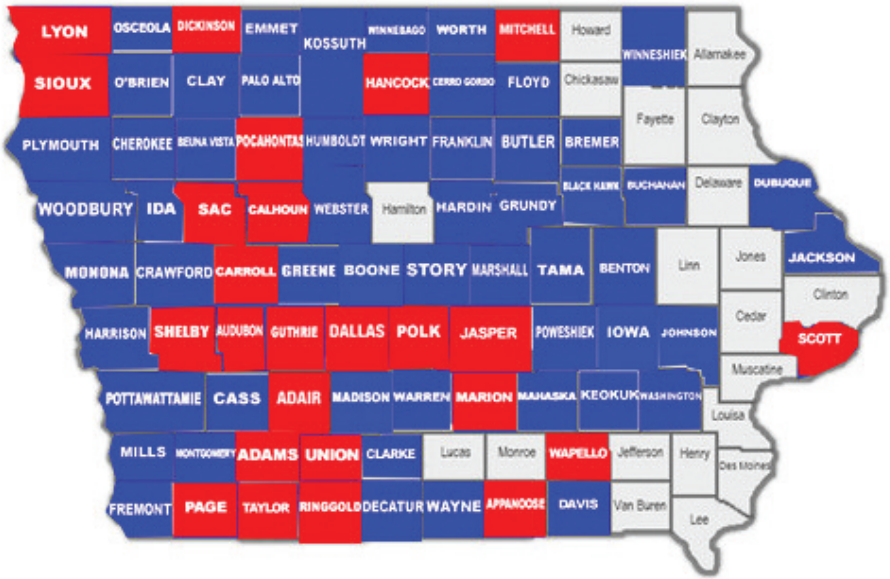 LYON
OSCEOLA
DICKINSON
EMMET
KOSSUTH
WINNEBAGO
WORTH
MITCHELL
Howard
WINNESHIEK
Allamakee
SIOUX
O'BRIEN
CLAY
PALO ALTO
HANCOCK
CERRO GORDO
FLOYD
Chickasaw
Fayette
Clayton
PLYMOUTH
CHEROKEE
BEUNA VISTA
POCAHONTAS
HUMBOLDT
WRIGHT
FRANKLIN
BUTLER
BREMER
WOODBURY
IDA
SAC
CALHOUN
WEBSTER
Hamilton
HARDIN
GRUNDY
BLACK HAWK
BUCHANAN
Delaware
DUBUQUE
MONONA
CRAWFORD
CARROLL
GREENE
BOONE
STORY
MARSHALL
TAMA
BENTON
Linn
Jones
JACKSON
Clinton
HARRISON
SHELBY
AUDUBON
GUTHRIE
DALLAS
POLK
JASPER
POWESHIEK
IOWA
JOHNSON
Cedar
SCOTT
Muscatine
POTTAWATTAMIE
CASS
ADAIR
MADISON
WARREN
MARION
MAHASKA
KEOKUK
WASHINGTON
Louisa
MILLS
MONTGOMERY
ADAMS
UNION
CLARKE
Lucas
Monroe
WAPELLO
Jefferson
Henry
Des Moines
FREMONT
PAGE
TAYLOR
RINGGOLD
DECATUR
WAYNE
APPANOOSE
DAVIS
Van Buren
Lee